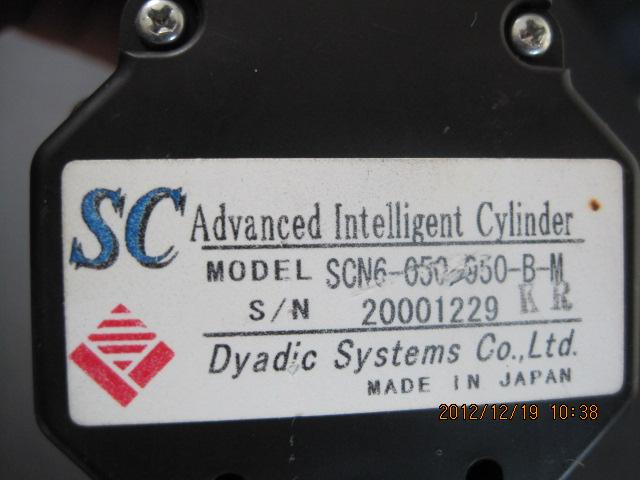 SC Advanced Intelligent Cylinder
MODEL SCN6-050-050-B-M
S/N 20001229 KR
Dyadic Systems Co.,Ltd.
MADE IN JAPAN
2012/12/19 10:38